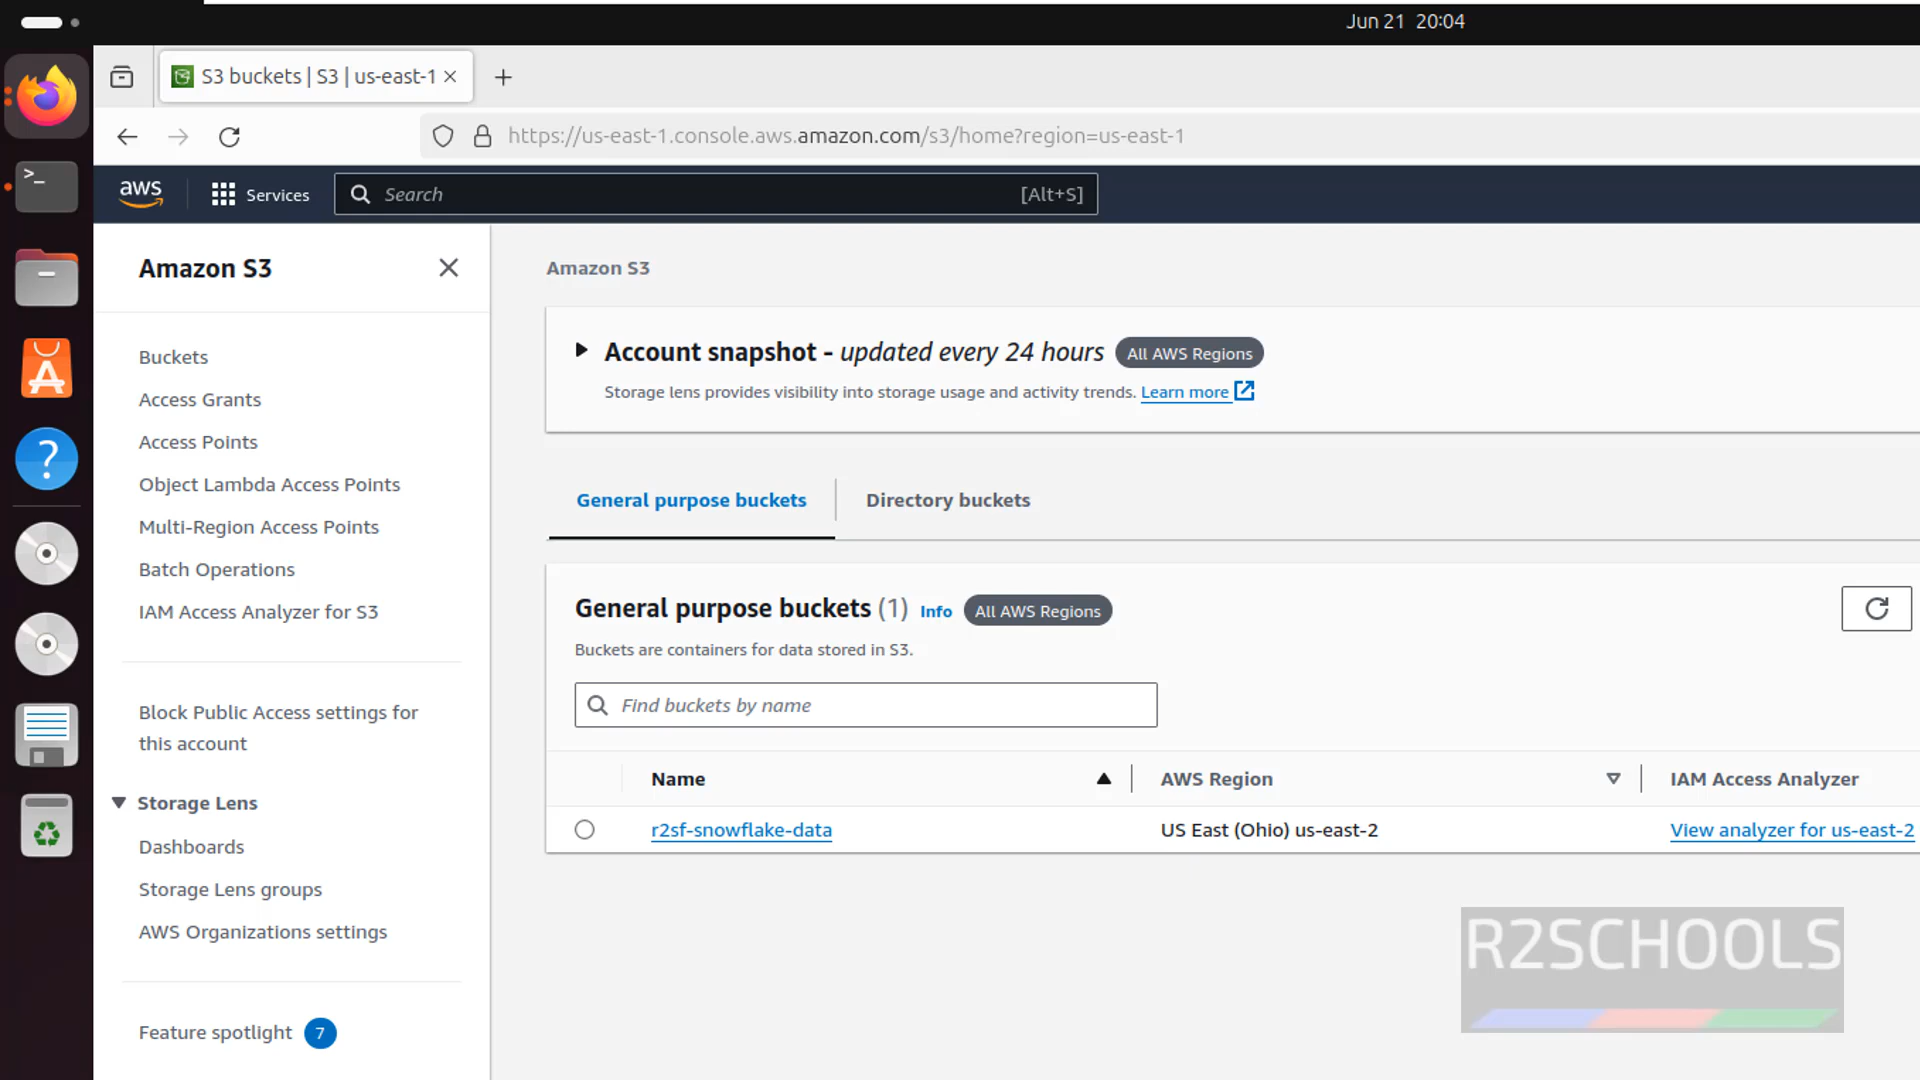 Jun 21 20:04
S3 buckets | S3 | us-east-1
https://us-east-1.console.aws.amazon.com/s3/home?region=us-east-1
aws
Services
Search
[Alt+S]
Amazon S3
Buckets
Access Grants
Access Points
Object Lambda Access Points
Multi-Region Access Points
Batch Operations
IAM Access Analyzer for S3
Block Public Access settings for
this account
Storage Lens
Dashboards
Storage Lens groups
AWS Organizations settings
Feature spotlight 7
Amazon S3
Account snapshot - updated every 24 hours All AWS Regions
Storage lens provides visibility into storage usage and activity trends. Learn more
General purpose buckets
Directory buckets
General purpose buckets (1) Info All AWS Regions
Buckets are containers for data stored in S3.
Find buckets by name
Name
AWS Region
IAM Access Analyzer
r2sf-snowflake-data
US East (Ohio) us-east-2
View analyzer for us-east-2
R2SCHOOLS